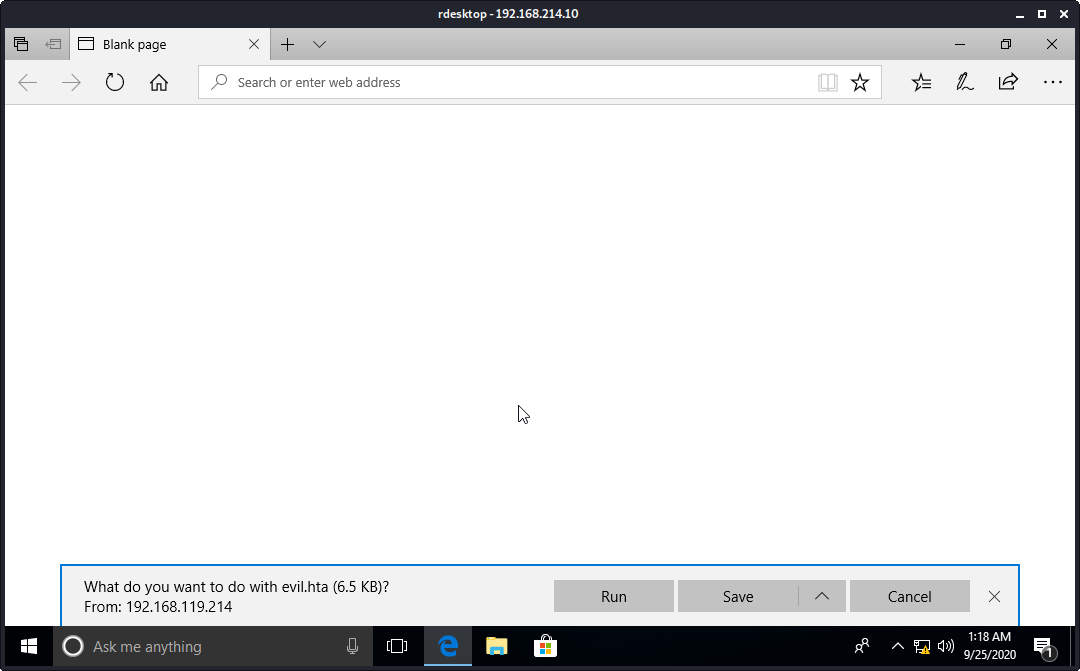 rdesktop - 192.168.214.10
Blank page
Search or enter web address
What do you want to do with evil.hta (6.5 KB)?
From: 192.168.119.214
Run
Save
Cancel
Ask me anything
1:18 AM
9/25/2020
1